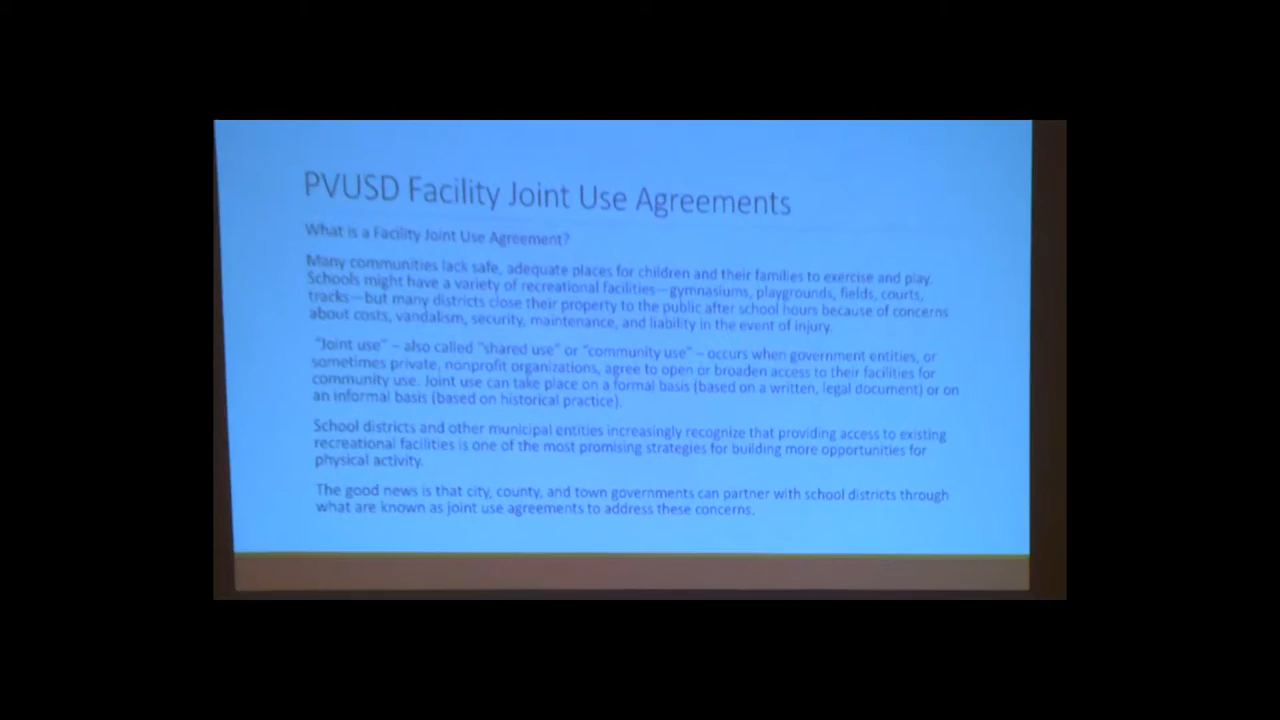 PVUSD Facility Joint Use Agreements
What is a Facility Joint Use Agreement?
Many communities lack safe, adequate places for children and their families to exercise and play.
Schools might have a variety of recreational facilities—gymnasiums, playgrounds, fields, courts,
tracks—but many districts close their property to the public after school hours because of concerns
about costs, vandalism, security, maintenance, and liability in the event of injury.
"Joint use" – also called "shared use" or "community use" – occurs when government entities, or
sometimes private, nonprofit organizations, agree to open or broaden access to their facilities for
community use. Joint use can take place on a formal basis (based on a written, legal document) or on
an informal basis (based on historical practice).
School districts and other municipal entities increasingly recognize that providing access to existing
recreational facilities is one of the most promising strategies for building more opportunities for
physical activity.
The good news is that city, county, and town governments can partner with school districts through
what are known as joint use agreements to address these concerns.